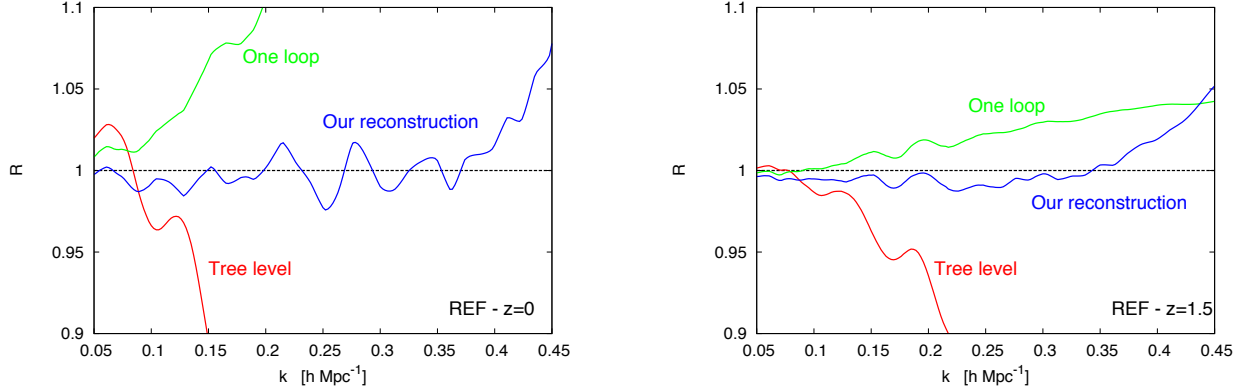 1.1
1.05
1
0.95
0.9
R
One loop
Our reconstruction
Tree level
REF - z=0
0.05 0.1 0.15 0.2 0.25 0.3 0.35 0.4 0.45
k [h Mpc⁻¹]
1.1
1.05
1
0.95
0.9
R
One loop
Our reconstruction
Tree level
REF - z=1.5
0.05 0.1 0.15 0.2 0.25 0.3 0.35 0.4 0.45
k [h Mpc⁻¹]